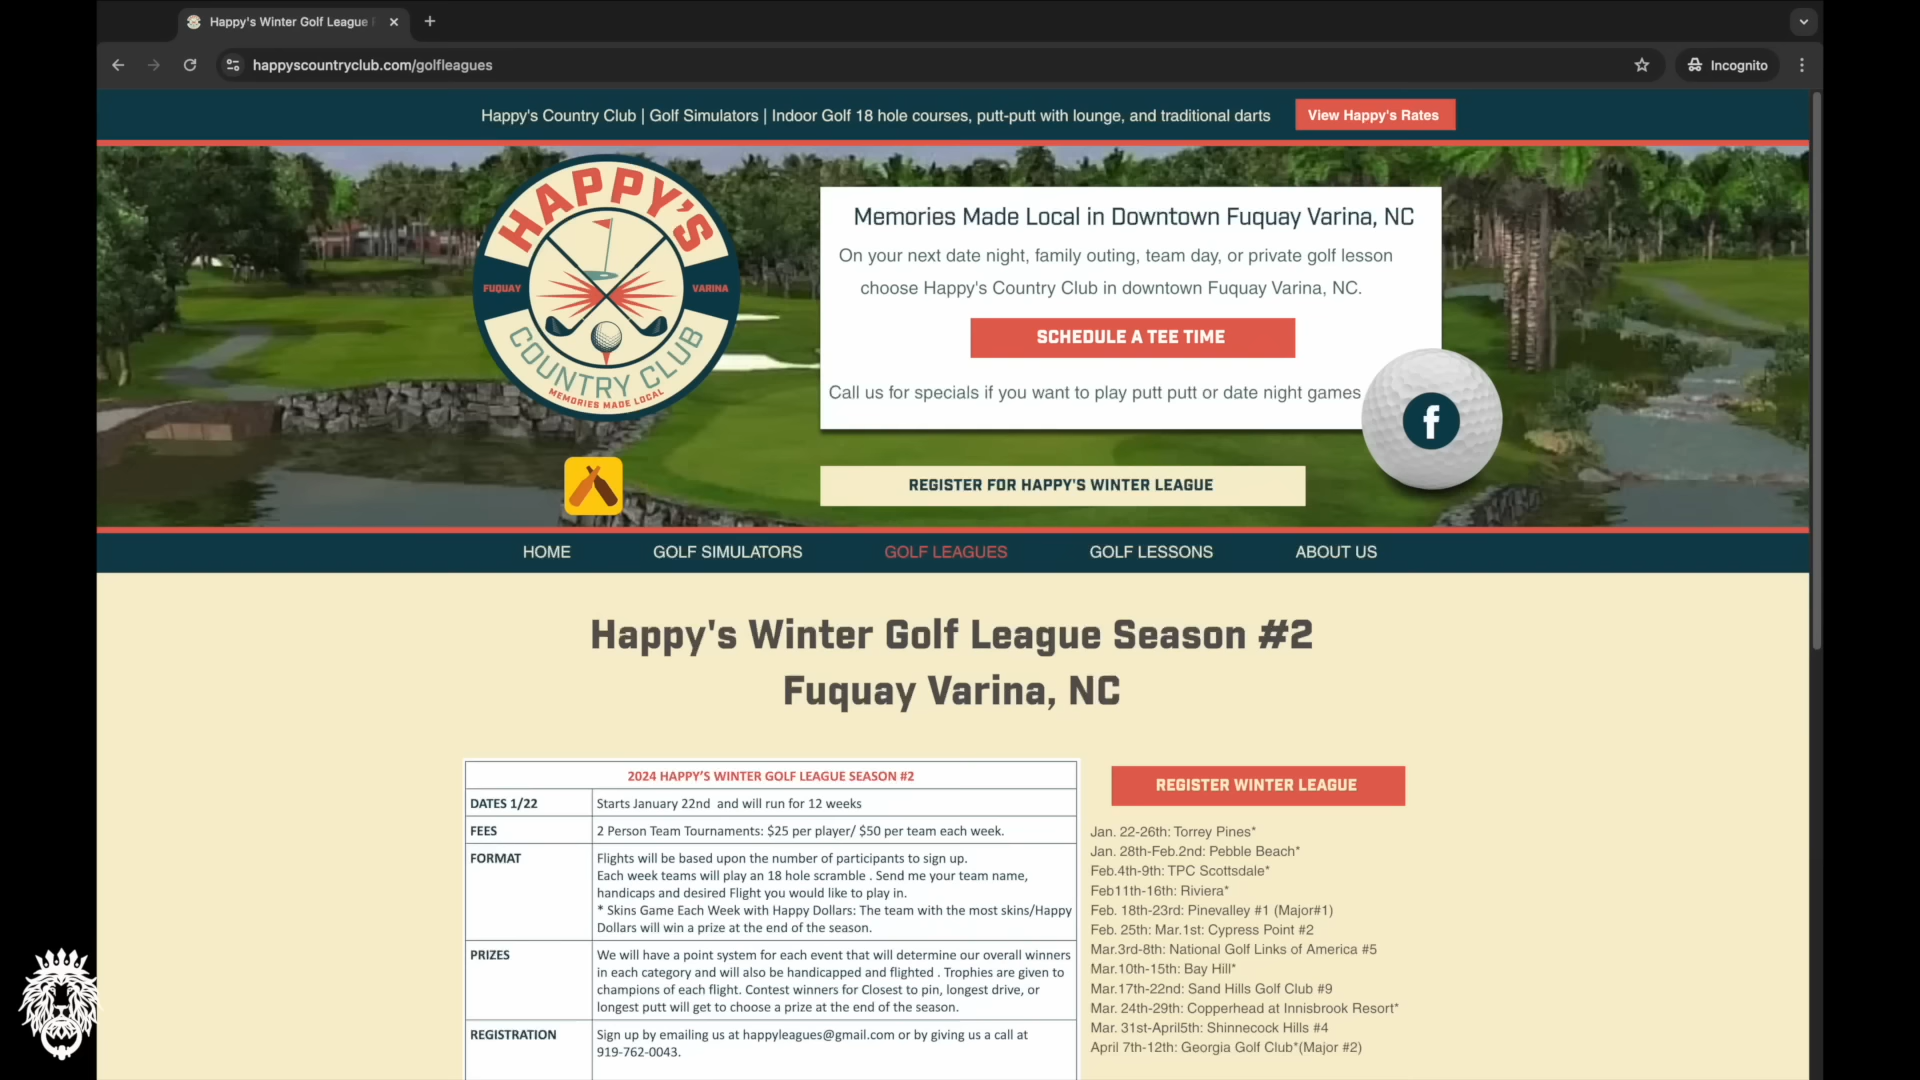 Happy's Winter Golf League
happyscountryclub.com/golfleagues
Incognito
Happy's Country Club | Golf Simulators | Indoor Golf 18 hole courses, putt-putt with lounge, and traditional darts
View Happy's Rates
HAPPY'S
FUQUAY VARINA
COUNTRY CLUB
MEMORIES MADE LOCAL
Memories Made Local in Downtown Fuquay Varina, NC
On your next date night, family outing, team day, or private golf lesson
choose Happy's Country Club in downtown Fuquay Varina, NC.
SCHEDULE A TEE TIME
Call us for specials if you want to play putt putt or date night games
f
REGISTER FOR HAPPY'S WINTER LEAGUE
HOME GOLF SIMULATORS GOLF LEAGUES GOLF LESSONS ABOUT US
Happy's Winter Golf League Season #2
Fuquay Varina, NC
2024 HAPPY'S WINTER GOLF LEAGUE SEASON #2
DATES 1/22 Starts January 22nd and will run for 12 weeks
FEES 2 Person Team Tournaments: $25 per player/ $50 per team each week.
FORMAT Flights will be based upon the number of participants to sign up.
Each week teams will play an 18 hole scramble . Send me your team name,
handicaps and desired Flight you would like to play in.
* Skins Game Each Week with Happy Dollars: The team with the most skins/Happy
Dollars will win a prize at the end of the season.
PRIZES We will have a point system for each event that will determine our overall winners
in each category and will also be handicapped and flighted . Trophies are given to
champions of each flight. Contest winners for Closest to pin, longest drive, or
longest putt will get to choose a prize at the end of the season.
REGISTRATION Sign up by emailing us at happyleagues@gmail.com or by giving us a call at
919-762-0043.
REGISTER WINTER LEAGUE
Jan. 22-26th: Torrey Pines*
Jan. 28th-Feb.2nd: Pebble Beach*
Feb.4th-9th: TPC Scottsdale*
Feb11th-16th: Riviera*
Feb. 18th-23rd: Pinevalley #1 (Major#1)
Feb. 25th: Mar.1st: Cypress Point #2
Mar.3rd-8th: National Golf Links of America #5
Mar.10th-15th: Bay Hill*
Mar.17th-22nd: Sand Hills Golf Club #9
Mar. 24th-29th: Copperhead at Innisbrook Resort*
Mar. 31st-April5th: Shinnecock Hills #4
April 7th-12th: Georgia Golf Club*(Major #2)